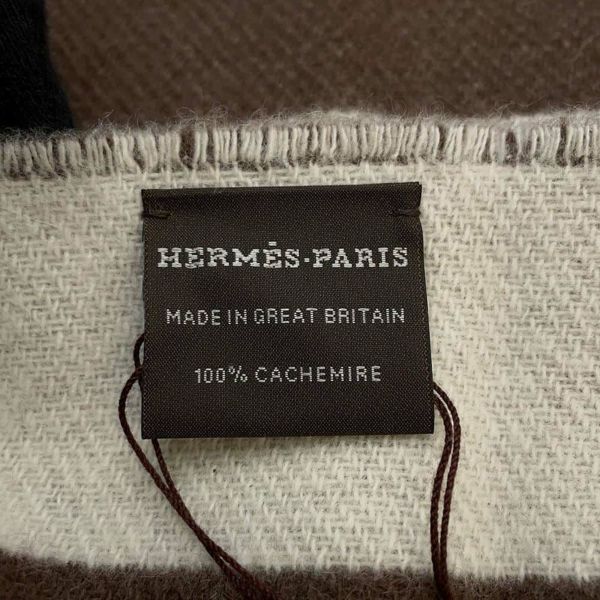 HERMÈS-PARIS
MADE IN GREAT BRITAIN
100% CACHEMIRE